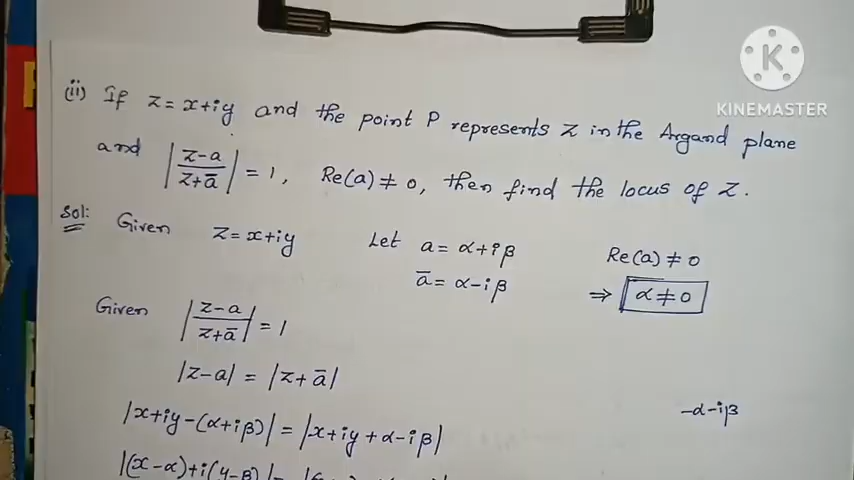 K
KINEMASTER
(ii) If z = x+iy and the point P represents z in the Argand plane
and |z-a / z+a̅| = 1, Re(a) ≠ 0, then find the locus of z.
Sol: Given z = x+iy Let a = α+iβ Re(a) ≠ 0
a̅ = α-iβ ⇒ α ≠ 0
Given |z-a / z+a̅| = 1
|z-a| = |z+a̅|
-α-iβ
|x+iy-(α+iβ)| = |x+iy+α-iβ|
|(x-α)+i(y-β)| =